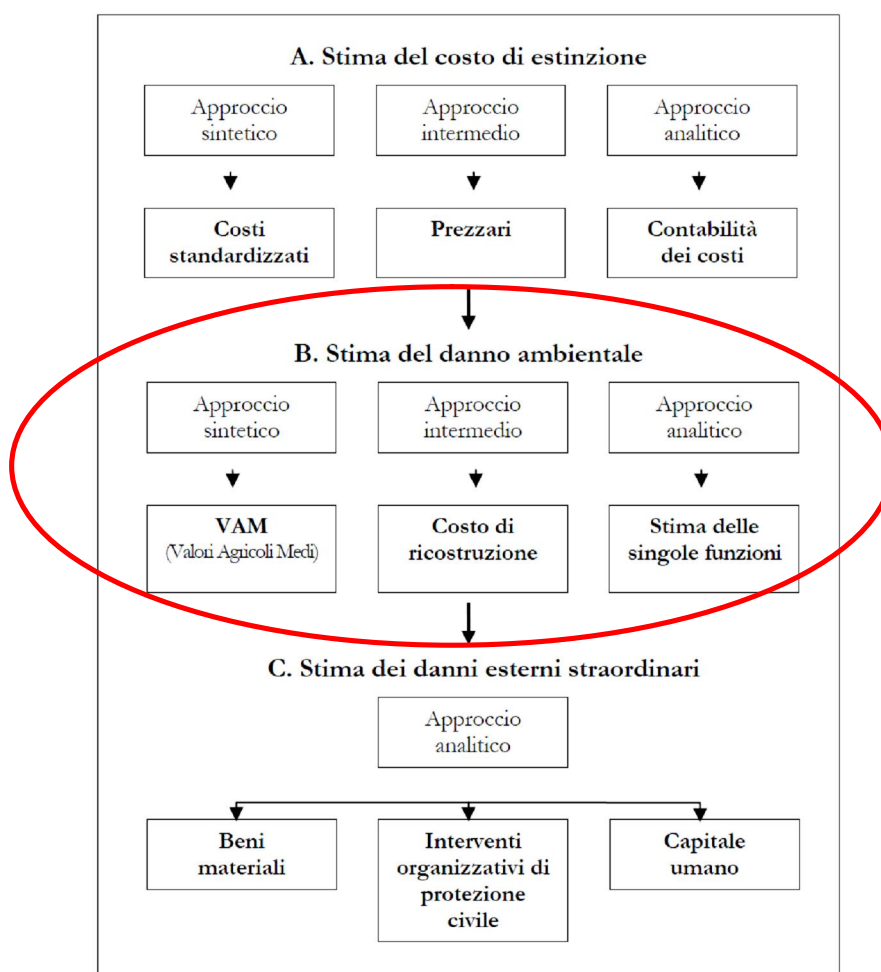 A. Stima del costo di estinzione
Approccio
sintetico
Approccio
intermedio
Approccio
analitico
Costi
standardizzati
Prezzari
Contabilità
dei costi
B. Stima del danno ambientale
Approccio
sintetico
Approccio
intermedio
Approccio
analitico
VAM
(Valori Agricoli Medi)
Costo di
ricostruzione
Stima delle
singole funzioni
C. Stima dei danni esterni straordinari
Approccio
analitico
Beni
materiali
Interventi
organizzativi di
protezione
civile
Capitale
umano